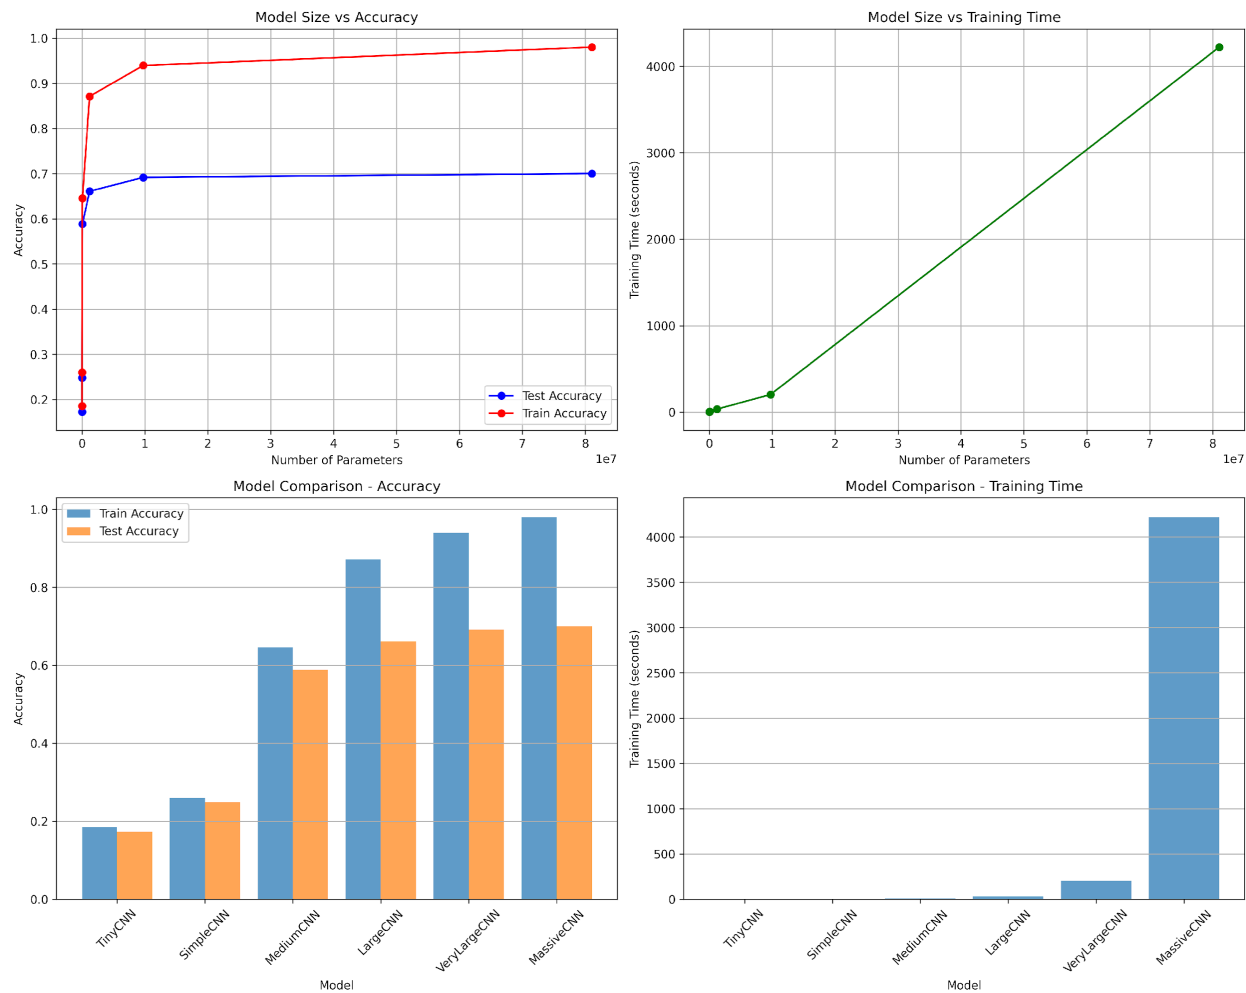 Model Size vs Accuracy
1.0
0.9
0.8
0.7
0.6
0.5
0.4
0.3
0.2
Accuracy
Test Accuracy
Train Accuracy
0 1 2 3 4 5 6 7 8
1e7
Number of Parameters
Model Size vs Training Time
4000
3000
2000
1000
0
Training Time (seconds)
0 1 2 3 4 5 6 7 8
1e7
Number of Parameters
Model Comparison - Accuracy
Train Accuracy
Test Accuracy
1.0
0.8
0.6
0.4
0.2
0.0
Accuracy
TinyCNN
SimpleCNN
MediumCNN
LargeCNN
VeryLargeCNN
MassiveCNN
Model
Model Comparison - Training Time
4000
3500
3000
2500
2000
1500
1000
500
0
Training Time (seconds)
TinyCNN
SimpleCNN
MediumCNN
LargeCNN
VeryLargeCNN
MassiveCNN
Model